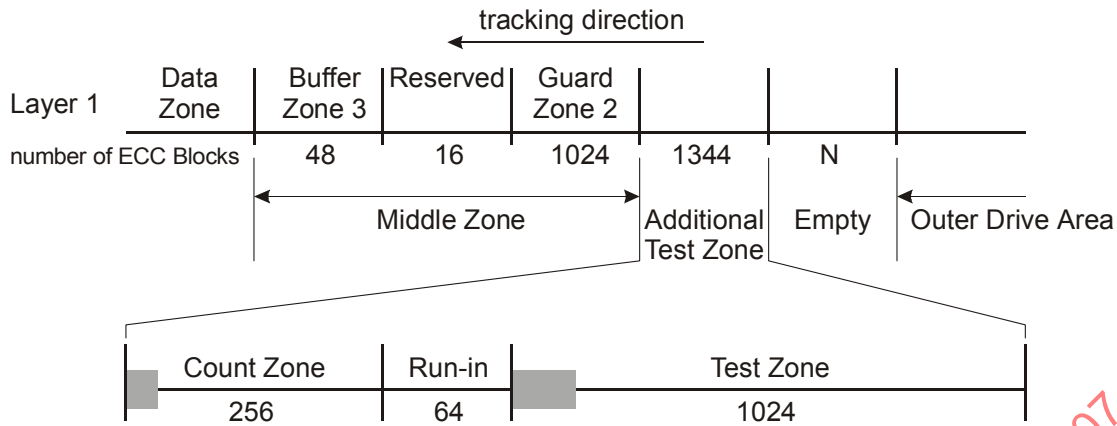 tracking direction
Layer 1
Data
Zone
Buffer
Zone 3
Reserved
Guard
Zone 2
number of ECC Blocks 48 16 1024 1344 N
Middle Zone
Additional
Test Zone
Empty
Outer Drive Area
Count Zone Run-in Test Zone
256 64 1024
07